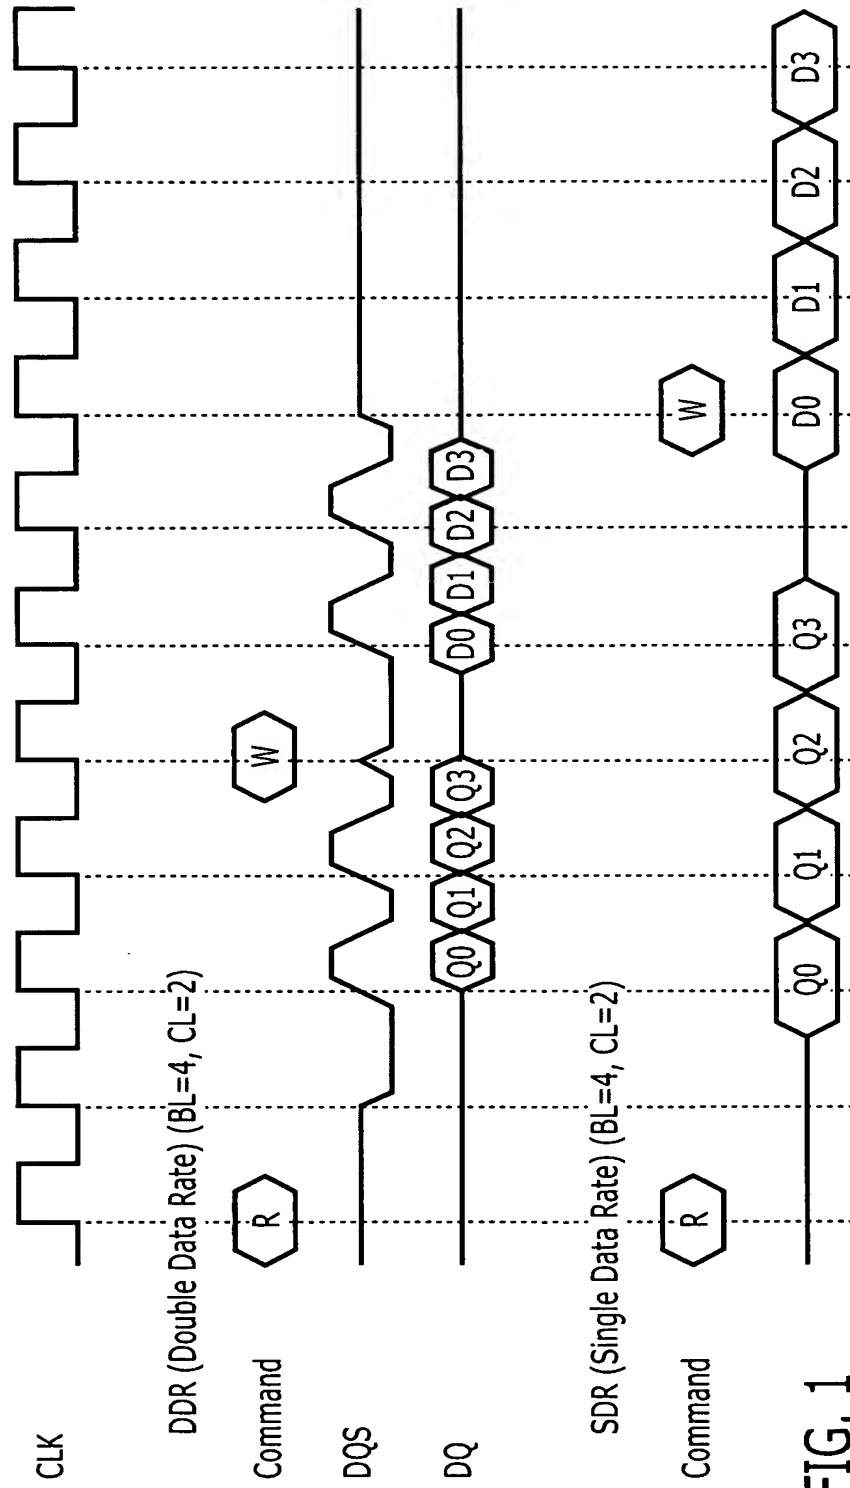 CLK
DDR (Double Data Rate) (BL=4, CL=2)
Command R W
DQS
DQ Q0 Q1 Q2 Q3 D0 D1 D2 D3
SDR (Single Data Rate) (BL=4, CL=2)
Command R W
Q0 Q1 Q2 Q3 D0 D1 D2 D3
FIG. 1